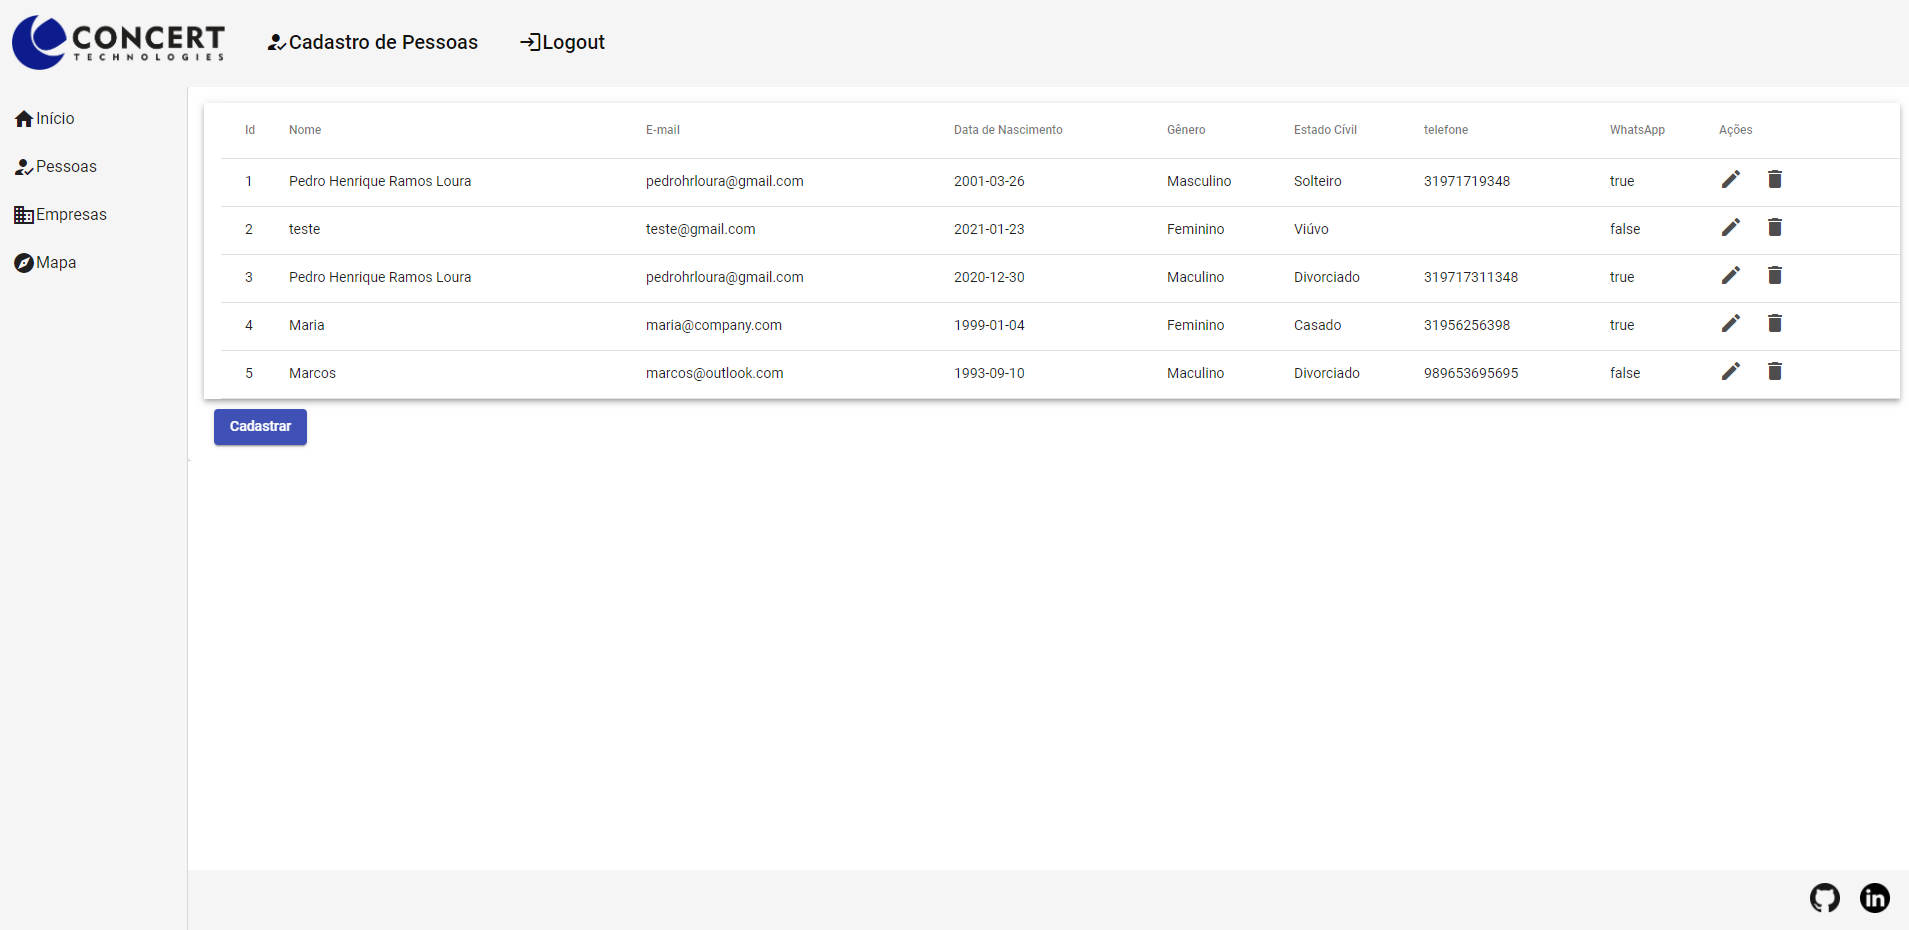 CONCERT
TECHNOLOGIES
Cadastro de Pessoas Logout
Início
Pessoas
Empresas
Mapa
Id Nome E-mail Data de Nascimento Gênero Estado Cívil telefone WhatsApp Ações
1 Pedro Henrique Ramos Loura pedrohrloura@gmail.com 2001-03-26 Masculino Solteiro 31971719348 true
2 teste teste@gmail.com 2021-01-23 Feminino Viúvo false
3 Pedro Henrique Ramos Loura pedrohrloura@gmail.com 2020-12-30 Maculino Divorciado 319717311348 true
4 Maria maria@company.com 1999-01-04 Feminino Casado 31956256398 true
5 Marcos marcos@outlook.com 1993-09-10 Maculino Divorciado 989653695695 false
Cadastrar
in